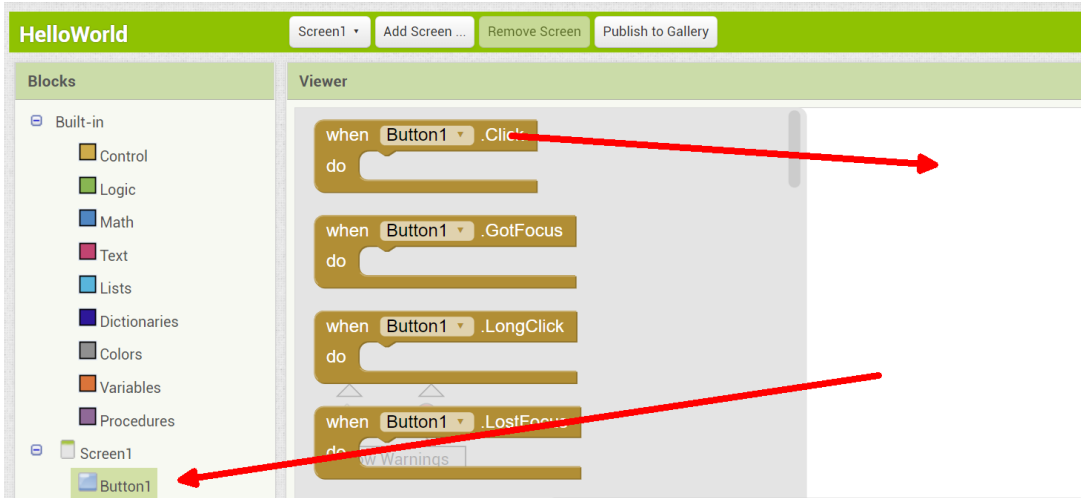 HelloWorld
Screen1 Add Screen ... Remove Screen Publish to Gallery
Blocks
Viewer
Built-in
Control
Logic
Math
Text
Lists
Dictionaries
Colors
Variables
Procedures
Screen1
Button1
when Button1 .Click
do
when Button1 .GotFocus
do
when Button1 .LongClick
do
when Button1 .LostFocus
do
Warnings